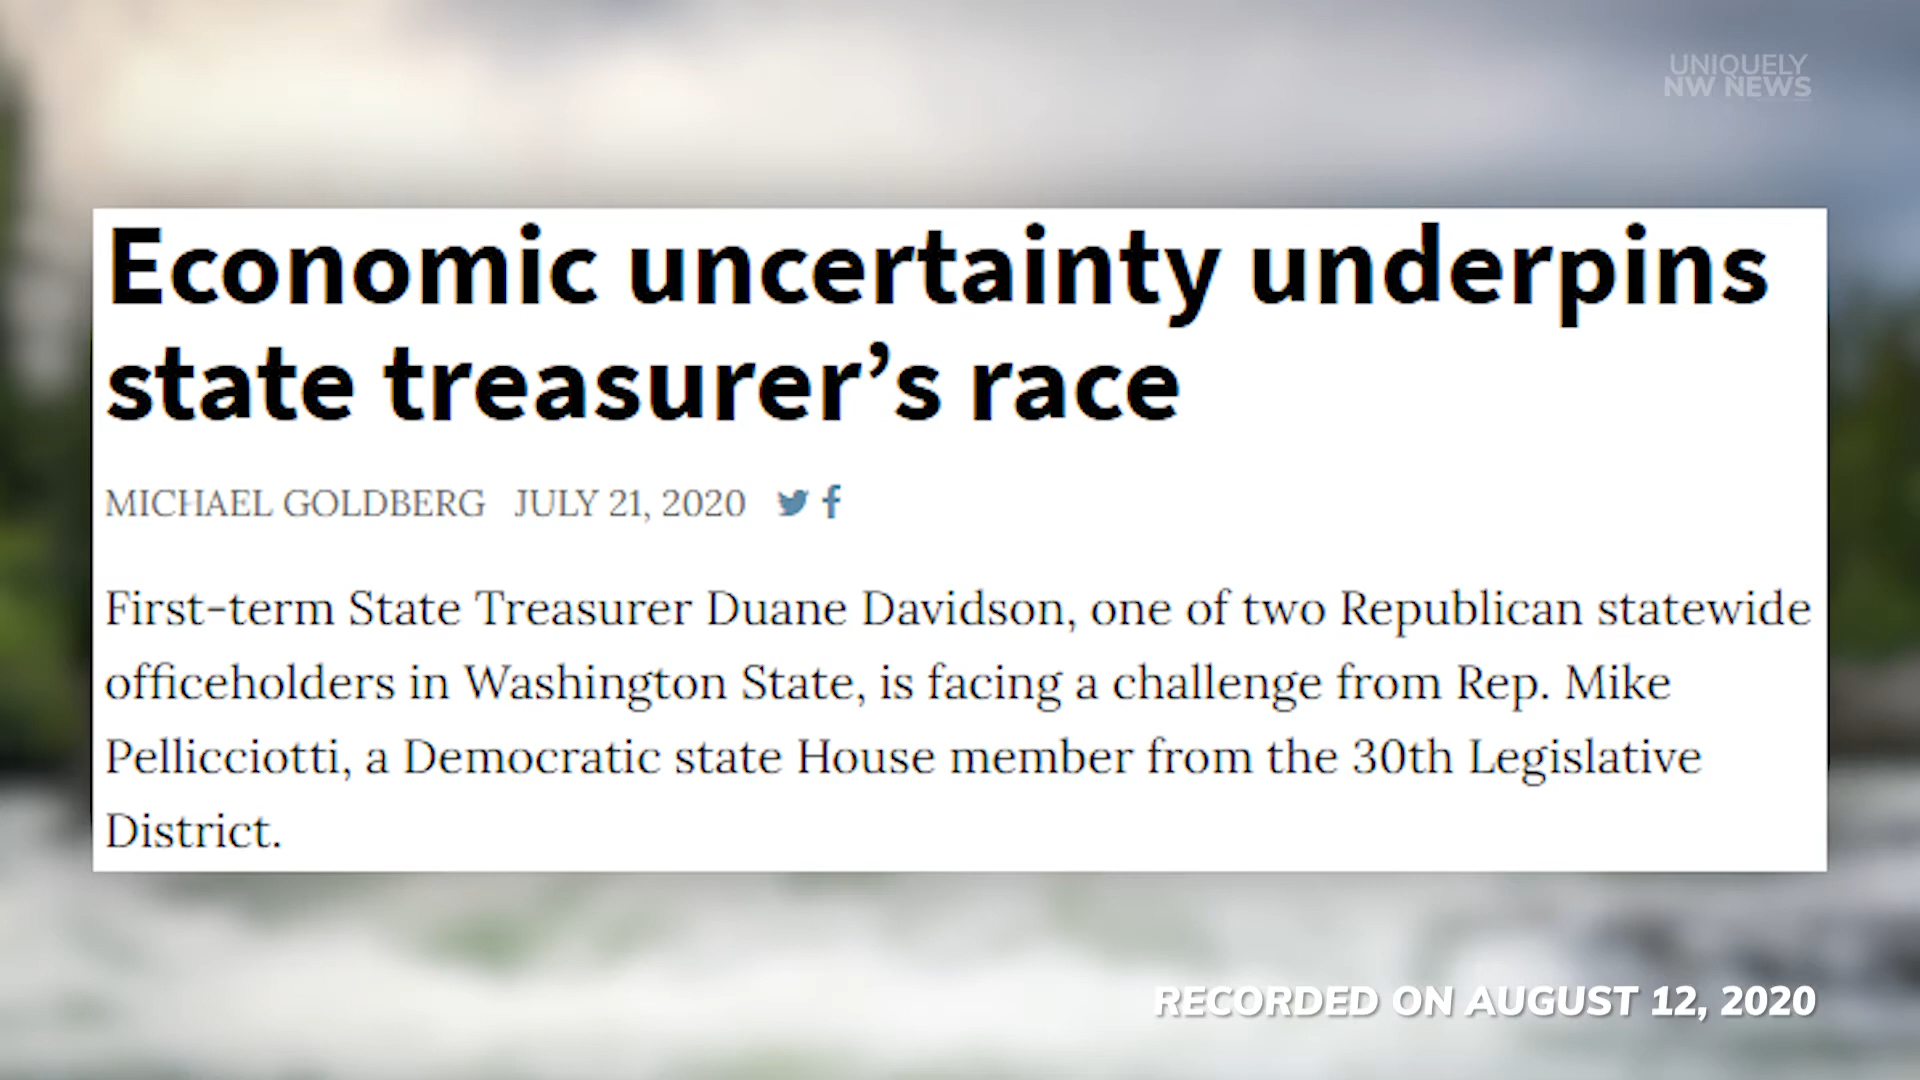 UNIQUELY
NW NEWS
Economic uncertainty underpins
state treasurer’s race
MICHAEL GOLDBERG JULY 21, 2020
First-term State Treasurer Duane Davidson, one of two Republican statewide
officeholders in Washington State, is facing a challenge from Rep. Mike
Pellicciotti, a Democratic state House member from the 30th Legislative
District.
RECORDED ON AUGUST 12, 2020